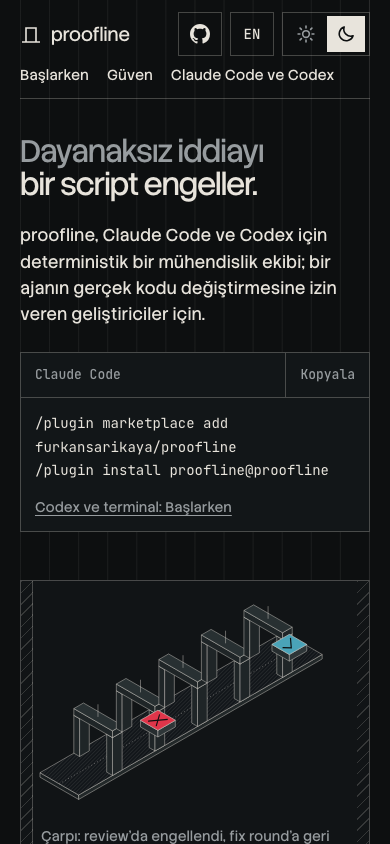 proofline
EN
Başlarken Güven Claude Code ve Codex
Dayanaksız iddiayı
bir script engeller.
proofline, Claude Code ve Codex için
deterministik bir mühendislik ekibi; bir
ajanın gerçek kodu değiştirmesine izin
veren geliştiriciler için.
Claude Code Kopyala
/plugin marketplace add
furkansarikaya/proofline
/plugin install proofline@proofline
Codex ve terminal: Başlarken
Çarpı: review'da engellendi, fix round'a geri